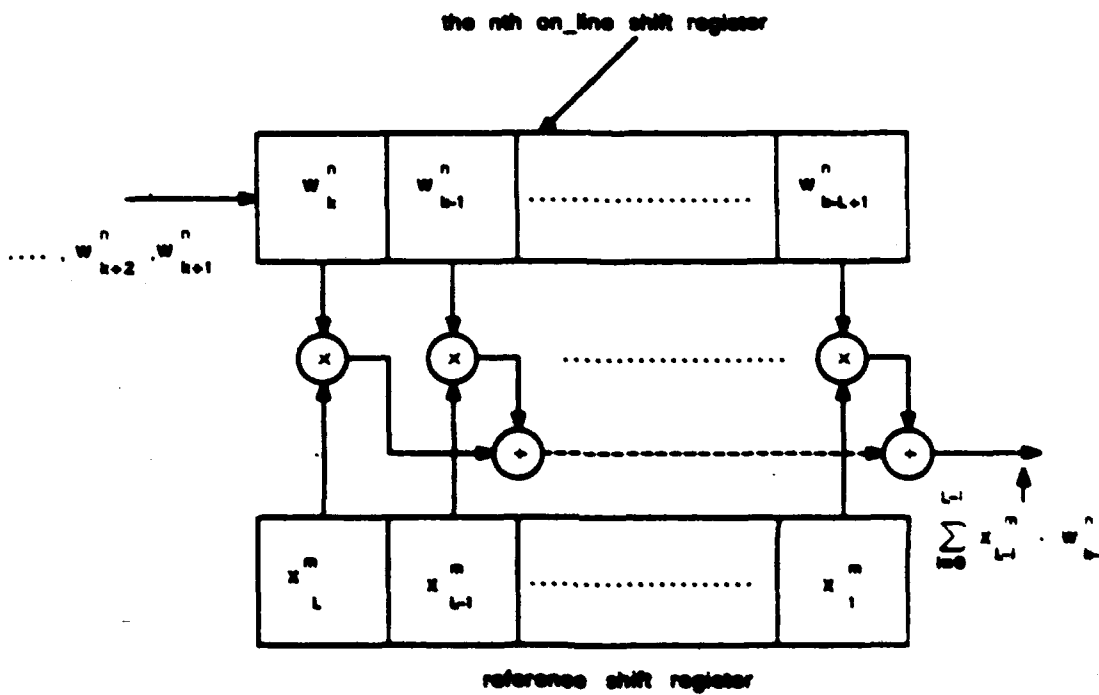 the nth on_line shift register
w^n_k w^n_{k-1} .................... w^n_{k-L+1}
.... , w^n_{k+2} , w^n_{k+1}
x x .................... x
+ +
x^m_L x^m_{L-1} .................... x^m_1
∑ i=0 x^m · w^n
reference shift register